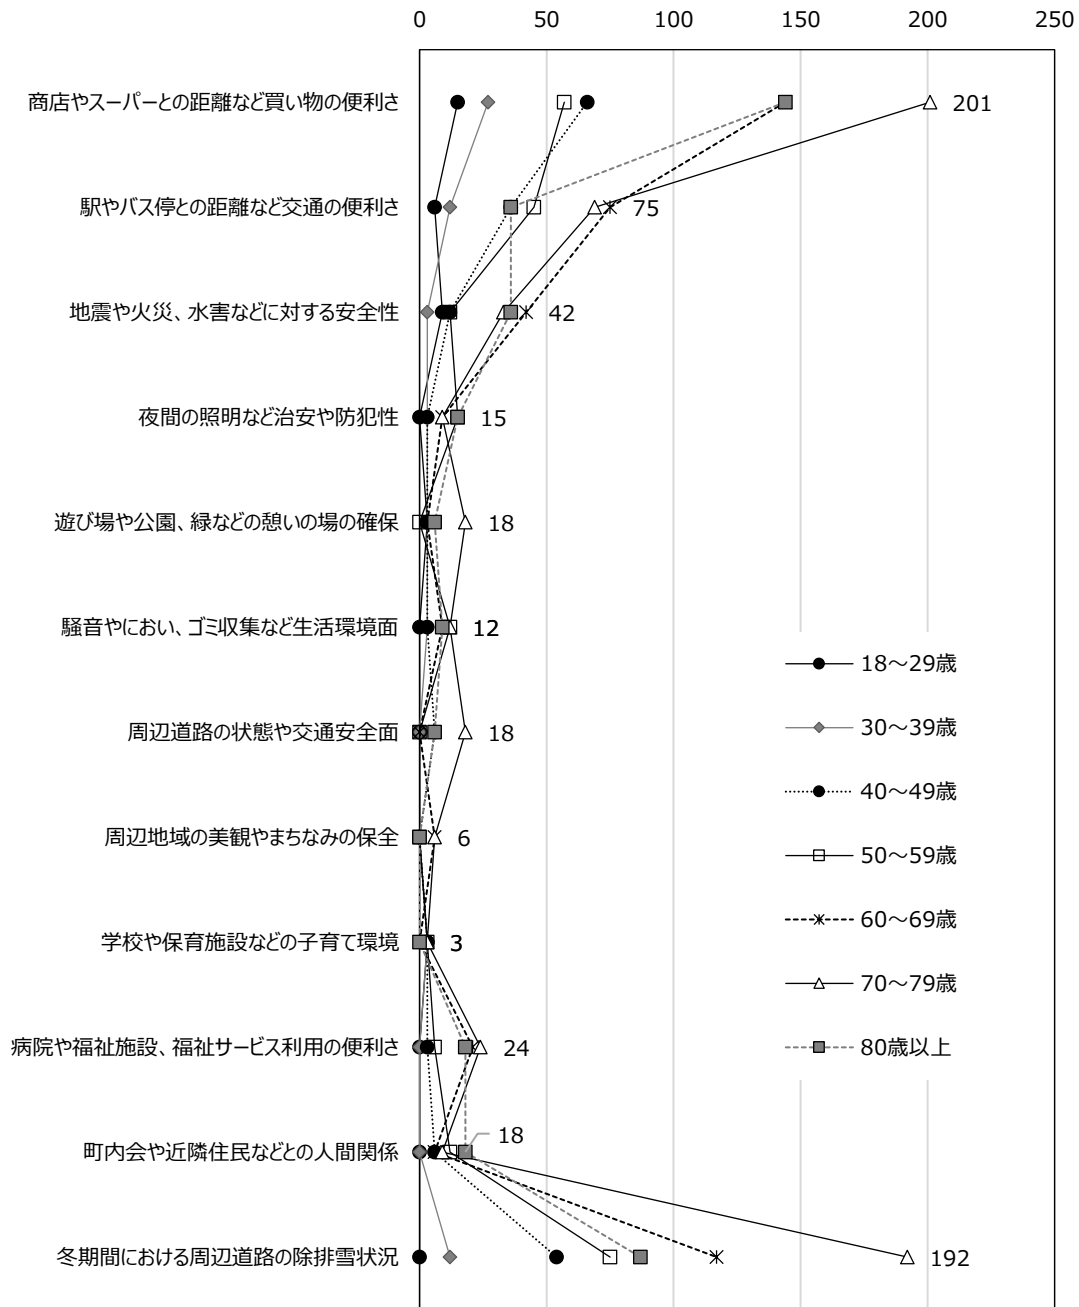 0 50 100 150 200 250
商店やスーパーとの距離など買い物の便利さ 201
駅やバス停との距離など交通の便利さ 75
地震や火災、水害などに対する安全性 42
夜間の照明など治安や防犯性 15
遊び場や公園、緑などの憩いの場の確保 18
騒音やにおい、ゴミ収集など生活環境面 12
18～29歳
30～39歳
周辺道路の状態や交通安全面 18
40～49歳
周辺地域の美観やまちなみの保全 6
50～59歳
60～69歳
学校や保育施設などの子育て環境 3
70～79歳
病院や福祉施設、福祉サービス利用の便利さ 24
80歳以上
町内会や近隣住民などとの人間関係 18
冬期間における周辺道路の除排雪状況 192